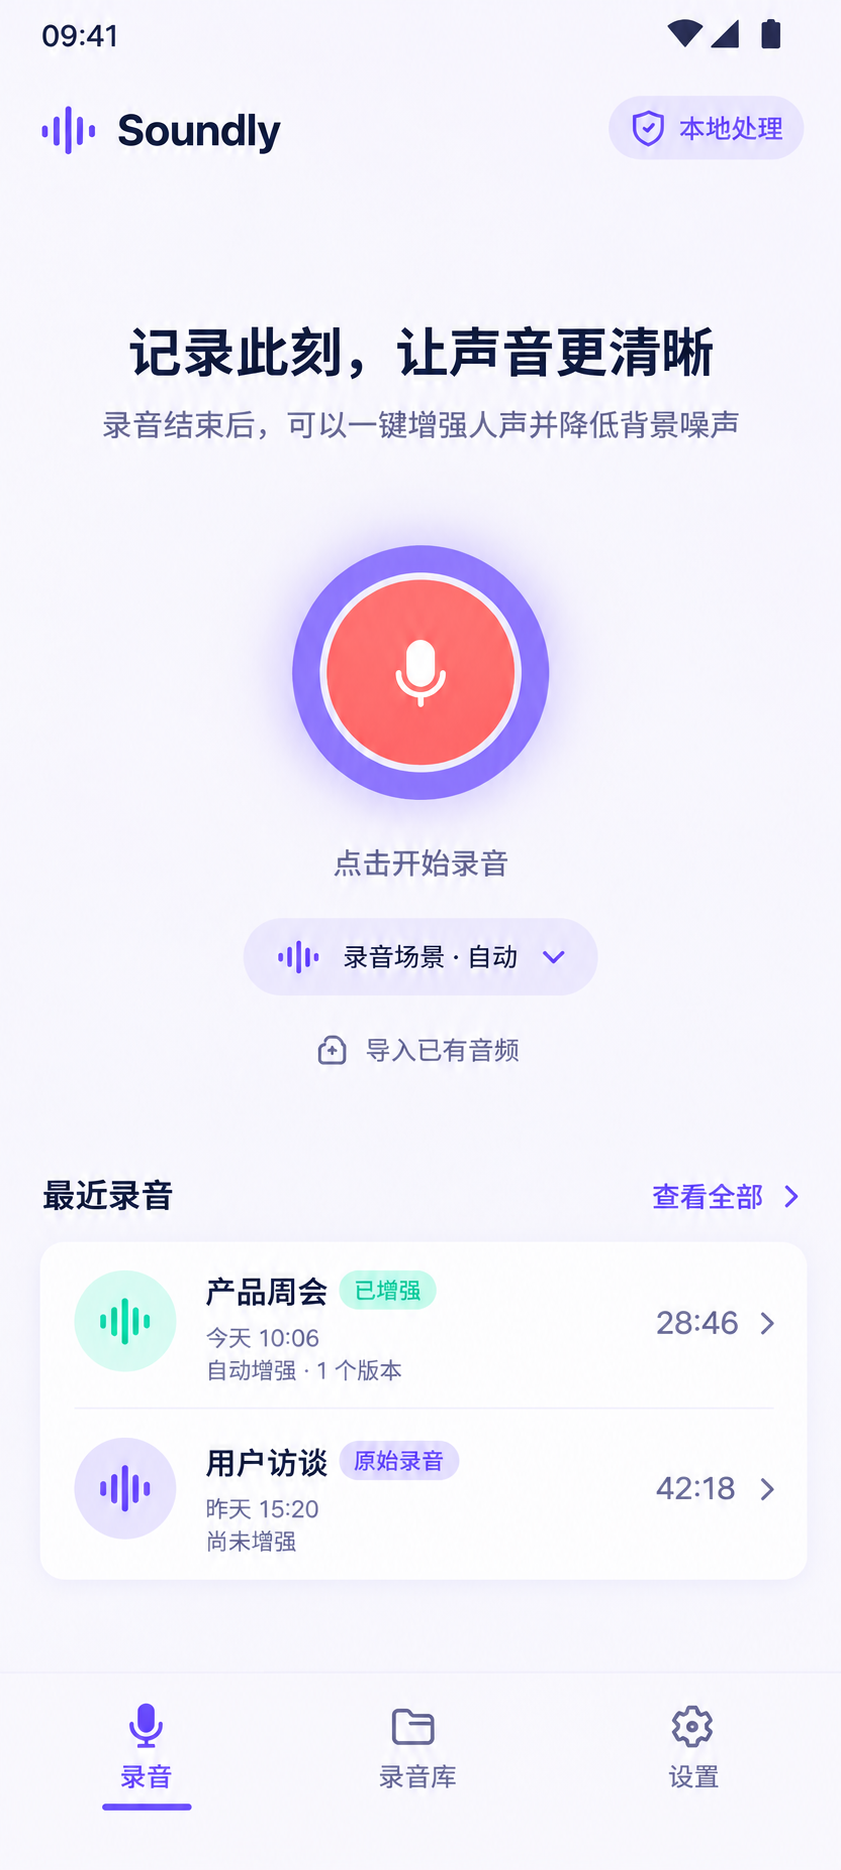 09:41
Soundly
本地处理
记录此刻，让声音更清晰
录音结束后，可以一键增强人声并降低背景噪声
点击开始录音
录音场景 · 自动
导入已有音频
最近录音
查看全部
产品周会 已增强
今天 10:06
自动增强 · 1 个版本
28:46
用户访谈 原始录音
昨天 15:20
尚未增强
42:18
录音
录音库
设置